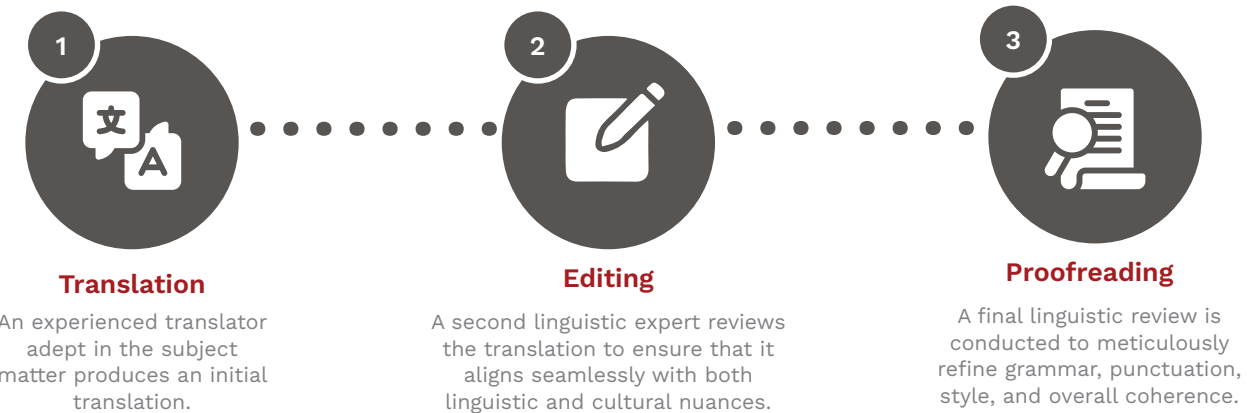 1
文
A
Translation
An experienced translator
adept in the subject
matter produces an initial
translation.
2
Editing
A second linguistic expert reviews
the translation to ensure that it
aligns seamlessly with both
linguistic and cultural nuances.
3
Proofreading
A final linguistic review is
conducted to meticulously
refine grammar, punctuation,
style, and overall coherence.